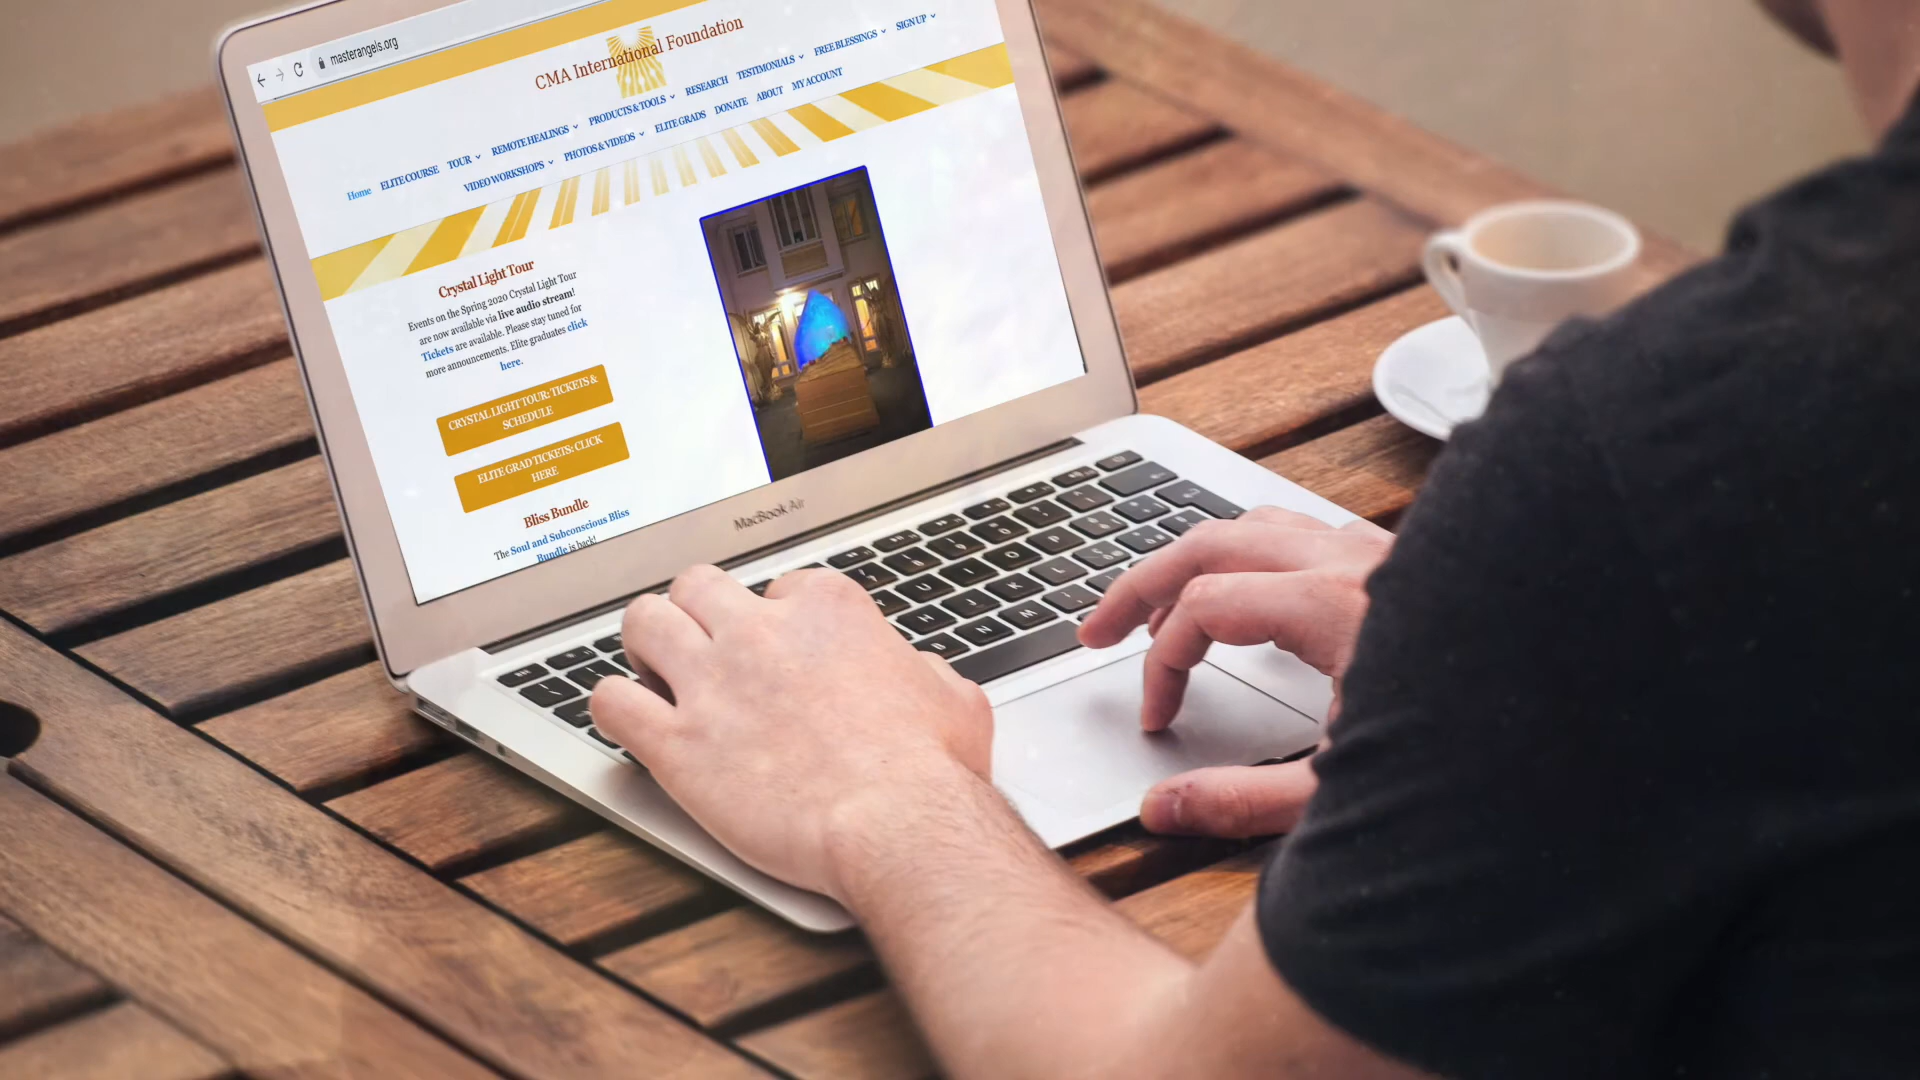 masterangels.org
CMA International Foundation
Home ELITE COURSE TOUR REMOTE HEALINGS PRODUCTS & TOOLS RESEARCH TESTIMONIALS FREE BLESSINGS SIGN UP
VIDEO WORKSHOPS PHOTOS & VIDEOS ELITE GRADS DONATE ABOUT MY ACCOUNT
Crystal Light Tour
Events on the Spring 2020 Crystal Light Tour
are now available via live audio stream!
Tickets are available. Please stay tuned for
more announcements. Elite graduates click
here.
CRYSTAL LIGHT TOUR: TICKETS &
SCHEDULE
ELITE GRAD TICKETS: CLICK
HERE
Bliss Bundle
The Soul and Subconscious Bliss
Bundle is back!
MacBook Air